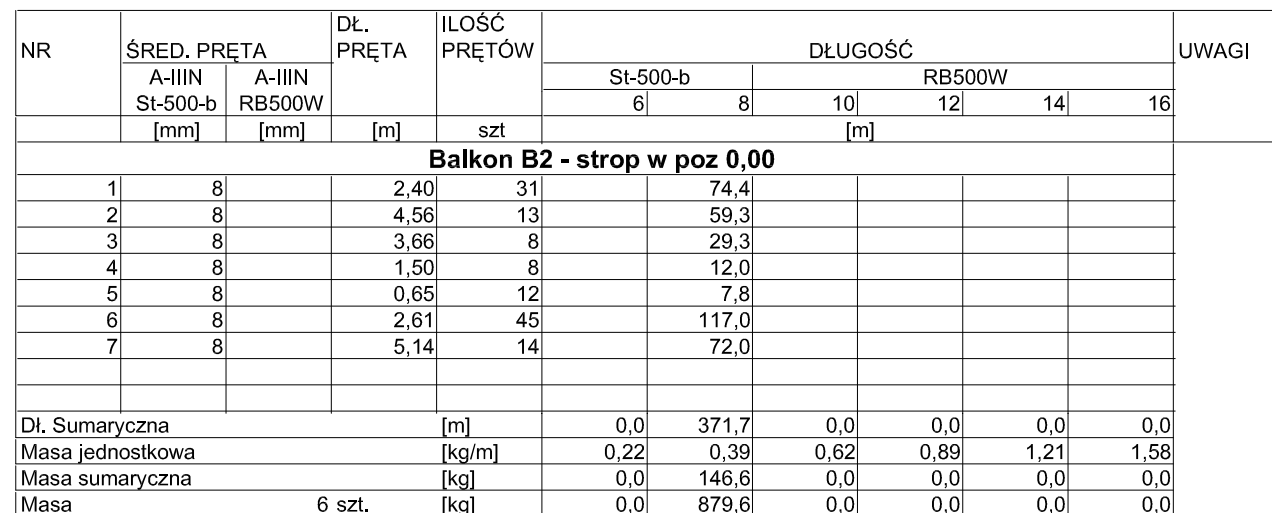 DŁ. ILOŚĆ
NR ŚRED. PRĘTA PRĘTA PRĘTÓW DŁUGOŚĆ UWAGI
A-IIIN A-IIIN St-500-b RB500W
St-500-b RB500W 6 8 10 12 14 16
[mm] [mm] [m] szt [m]
Balkon B2 - strop w poz 0,00
1 8 2,40 31 74,4
2 8 4,56 13 59,3
3 8 3,66 8 29,3
4 8 1,50 8 12,0
5 8 0,65 12 7,8
6 8 2,61 45 117,0
7 8 5,14 14 72,0
Dł. Sumaryczna [m] 0,0 371,7 0,0 0,0 0,0 0,0
Masa jednostkowa [kg/m] 0,22 0,39 0,62 0,89 1,21 1,58
Masa sumaryczna [kg] 0,0 146,6 0,0 0,0 0,0 0,0
Masa 6 szt. [kg] 0,0 879,6 0,0 0,0 0,0 0,0